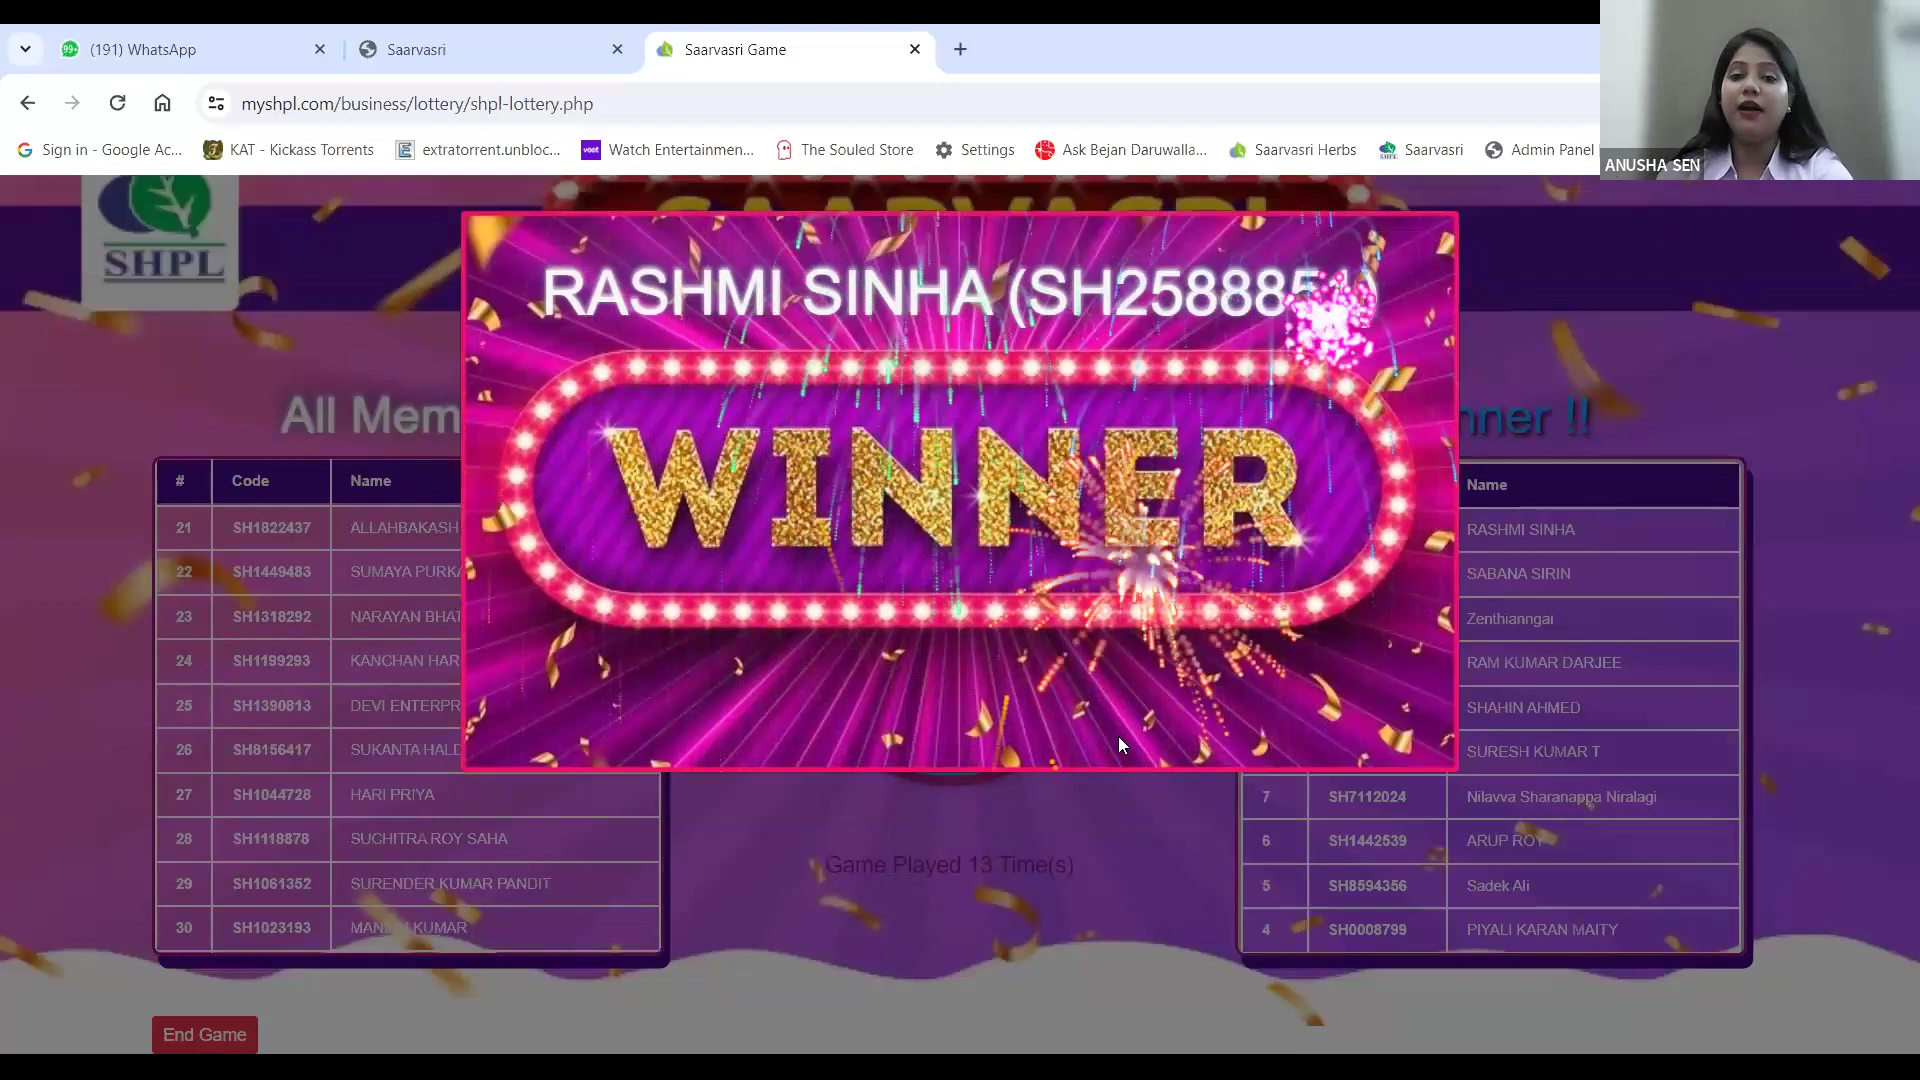 99+ (191) WhatsApp
Saarvasri
Saarvasri Game
myshpl.com/business/lottery/shpl-lottery.php
Sign in - Google Ac...
KAT - Kickass Torrents
extratorrent.unbloc...
voot Watch Entertainmen...
The Souled Store
Settings
Ask Bejan Daruwalla...
Saarvasri Herbs
Saarvasri
Admin Panel
ANUSHA SEN
SHPL
SAARVASRI
RASHMI SINHA
WINNER
All Mem
# Code Name
21 SH1822437 ALLAHBAKASH
22 SH1449483 SUMAYA PURKA
23 SH1318292 NARAYAN BHAT
24 SH1199293 KANCHAN HAR
25 SH1390813 DEVI ENTERPR
26 SH8156417 SUKANTA HALD
27 SH1044728 HARI PRIYA
28 SH1118878 SUCHITRA ROY SAHA
29 SH1061352 SURENDER KUMAR PANDIT
30 SH1023193 KUMAR
Game Played 13 Time(s)
nner !!
Name
RASHMI SINHA
SABANA SIRIN
Zenthianngai
RAM KUMAR DARJEE
SHAHIN AHMED
SURESH KUMAR T
7 SH7112024 Nilavva Sharanappa Niralagi
6 SH1442539 ARUP ROY
5 SH8594356 Sadek Ali
4 SH0008799 PIYALI KARAN MAITY
End Game